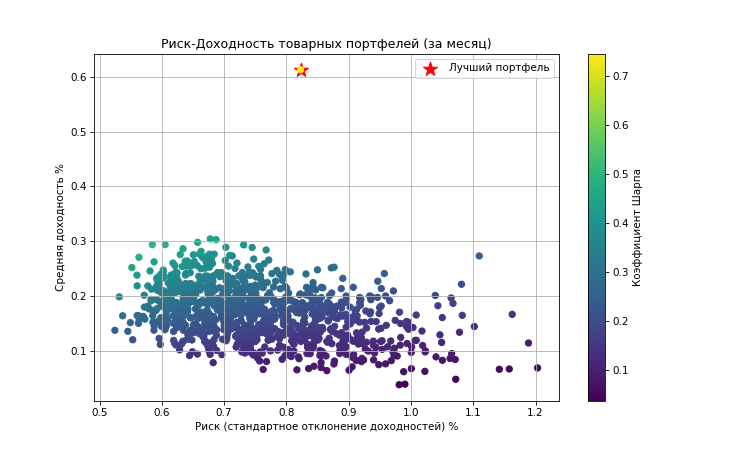 Риск-Доходность товарных портфелей (за месяц)
Лучший портфель
Средняя доходность %
0.6
0.5
0.4
0.3
0.2
0.1
0.5 0.6 0.7 0.8 0.9 1.0 1.1 1.2
Риск (стандартное отклонение доходностей) %
0.7
0.6
0.5
0.4
0.3
0.2
0.1
Коэффициент Шарпа